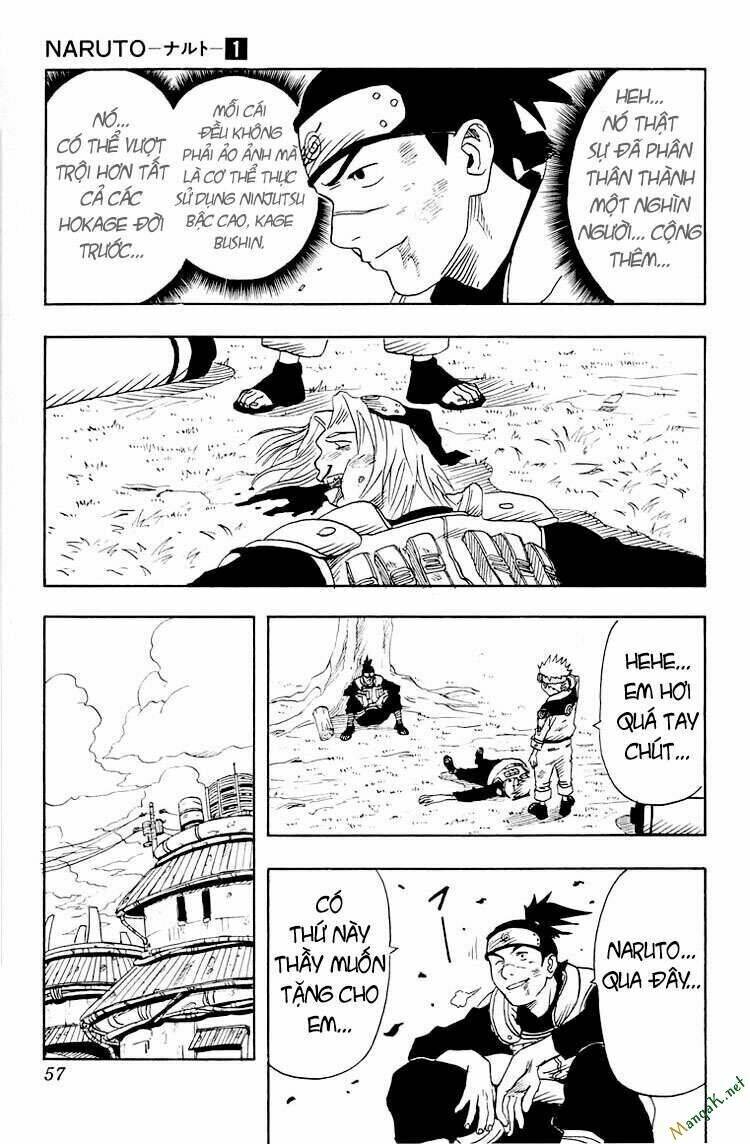 NARUTO—ナルト—1
HEH...
NÓ THẬT
SỰ ĐÃ PHÂN
THÂN THÀNH
MỘT NGHÌN
NGƯỜI... CỘNG
THÊM...
MỖI CÁI
ĐỀU KHÔNG
PHẢI ẢO ẢNH MÀ
LÀ CƠ THỂ THỰC
SỬ DỤNG NINJUTSU
BẬC CAO, KAGE
BUSHIN.
NÓ...
CÓ THỂ VƯỢT
TRỘI HƠN TẤT
CẢ CÁC
HOKAGE ĐỜI
TRƯỚC...
HEHE...
EM HƠI
QUÁ TAY
CHÚT...
NARUTO...
QUA ĐÂY...
CÓ
THỨ NÀY
THẦY MUỐN
TẶNG CHO
EM...
57
MangaK.net